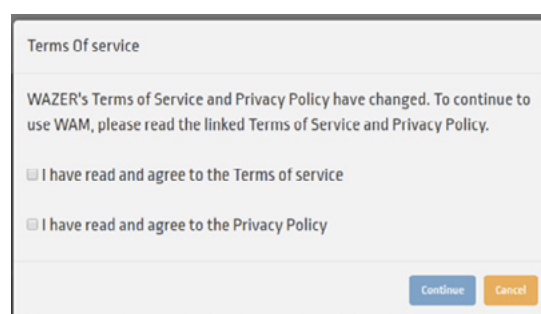 Terms Of service
WAZER's Terms of Service and Privacy Policy have changed. To continue to
use WAM, please read the linked Terms of Service and Privacy Policy.
I have read and agree to the Terms of service
I have read and agree to the Privacy Policy
Continue Cancel